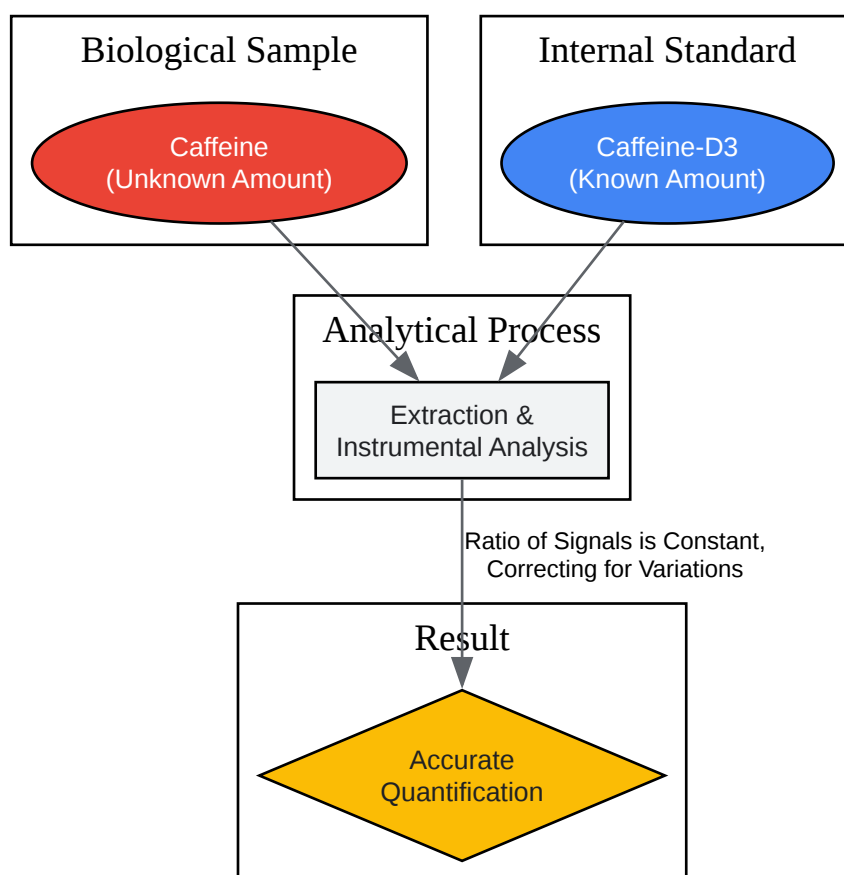 Biological Sample
Caffeine
(Unknown Amount)
Internal Standard
Caffeine-D3
(Known Amount)
Analytical Process
Extraction &
Instrumental Analysis
Ratio of Signals is Constant,
Correcting for Variations
Result
Accurate
Quantification